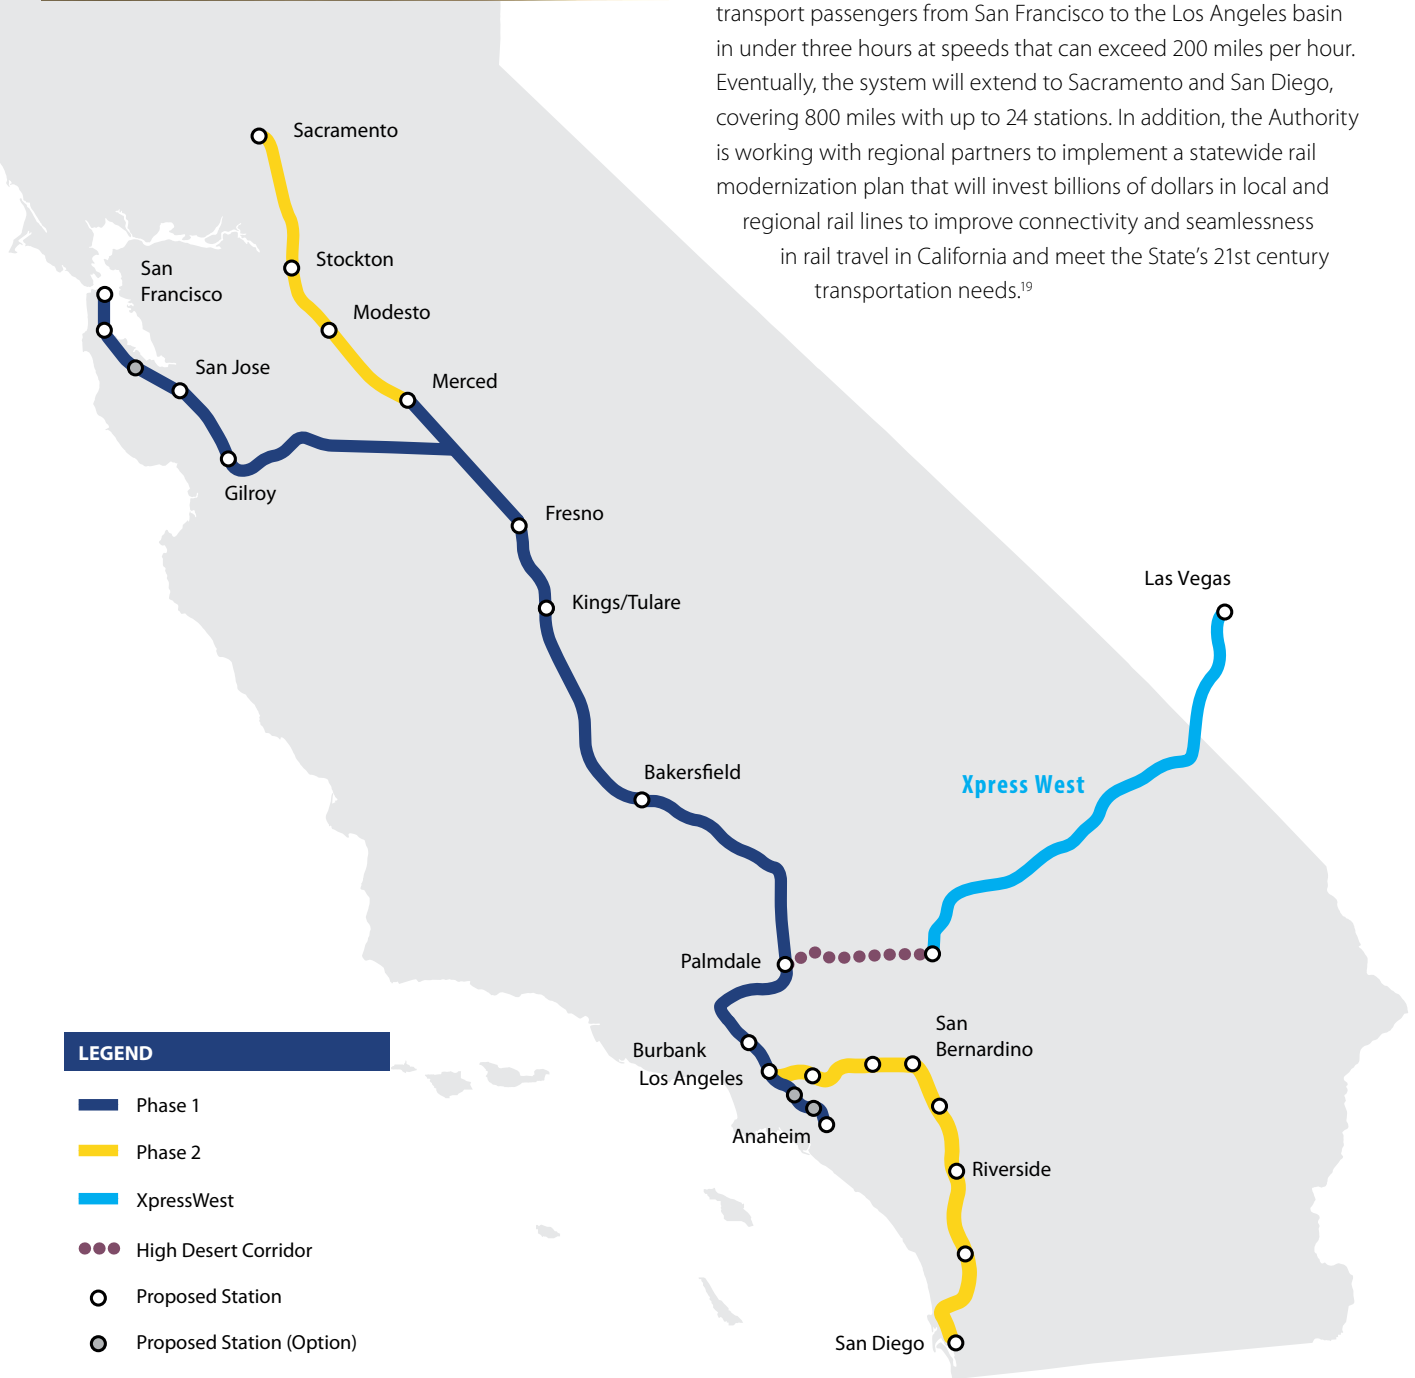 transport passengers from San Francisco to the Los Angeles basin
in under three hours at speeds that can exceed 200 miles per hour.
Eventually, the system will extend to Sacramento and San Diego,
covering 800 miles with up to 24 stations. In addition, the Authority
is working with regional partners to implement a statewide rail
modernization plan that will invest billions of dollars in local and
regional rail lines to improve connectivity and seamlessness
in rail travel in California and meet the State’s 21st century
transportation needs.19
Sacramento
Stockton
San
Francisco
Modesto
San Jose
Merced
Gilroy
Fresno
Kings/Tulare
Las Vegas
Bakersfield
Xpress West
Palmdale
San
Bernardino
Burbank
Los Angeles
Anaheim
Riverside
San Diego
LEGEND
Phase 1
Phase 2
XpressWest
High Desert Corridor
Proposed Station
Proposed Station (Option)